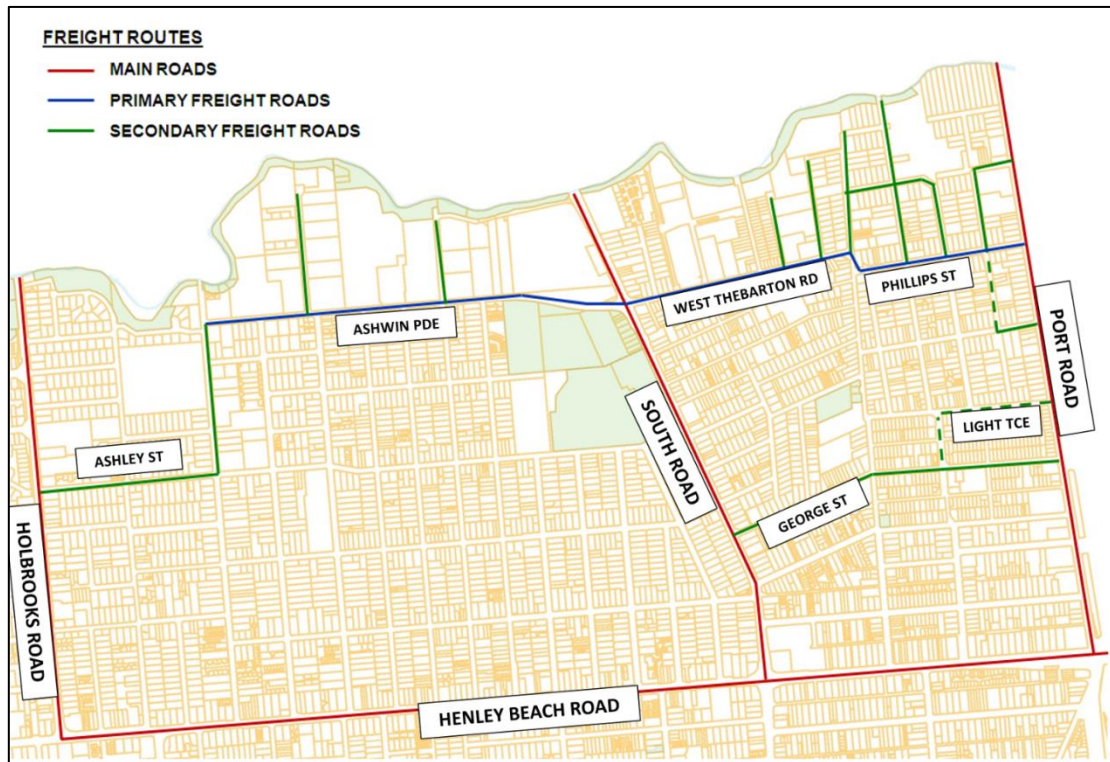 FREIGHT ROUTES
MAIN ROADS
PRIMARY FREIGHT ROADS
SECONDARY FREIGHT ROADS
WEST THEBARTON RD
PHILLIPS ST
ASHWIN PDE
PORT ROAD
SOUTH ROAD
LIGHT TCE
ASHLEY ST
GEORGE ST
HOLBROOKS ROAD
HENLEY BEACH ROAD